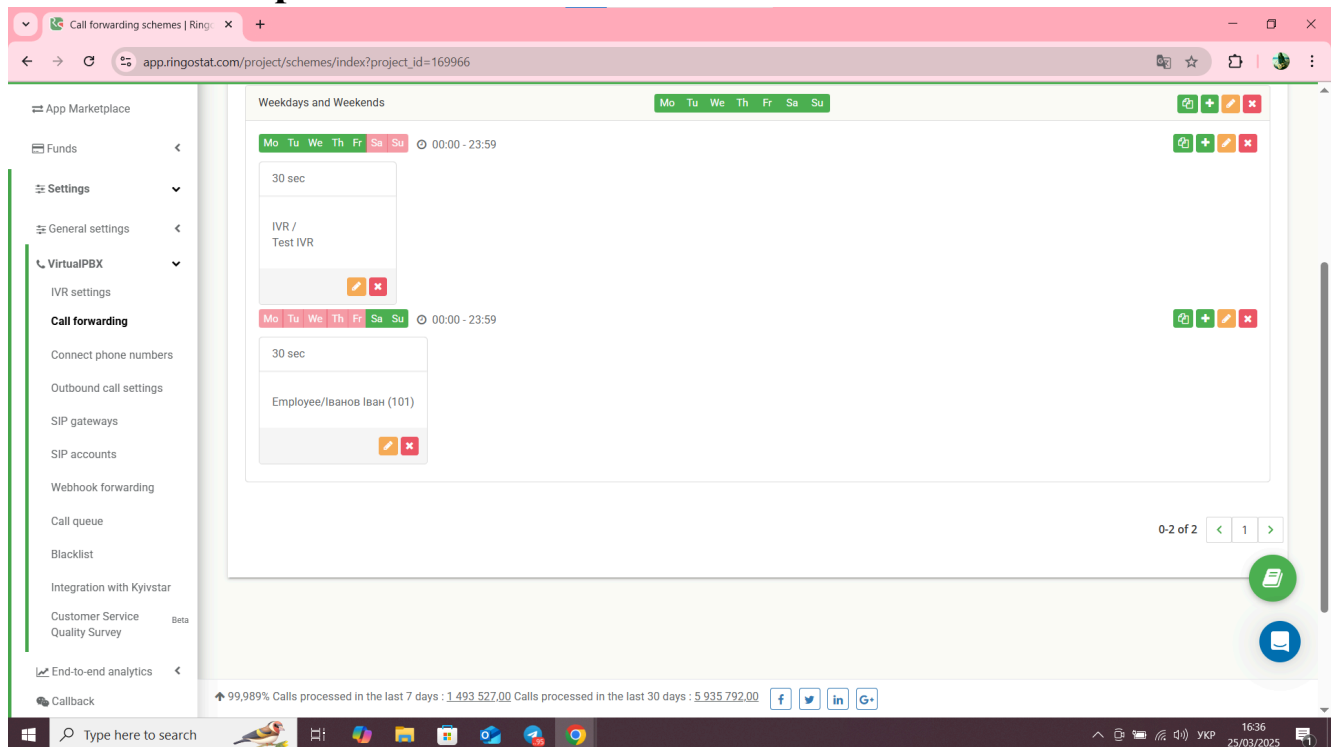 Call forwarding schemes | Ringo
app.ringostat.com/project/schemes/index?project_id=169966
App Marketplace
Funds
Settings
General settings
VirtualPBX
IVR settings
Call forwarding
Connect phone numbers
Outbound call settings
SIP gateways
SIP accounts
Webhook forwarding
Call queue
Blacklist
Integration with Kyivstar
Customer Service
Quality Survey
Beta
End-to-end analytics
Callback
Weekdays and Weekends
Mo Tu We Th Fr Sa Su
Mo Tu We Th Fr Sa Su 00:00 - 23:59
30 sec
IVR /
Test IVR
Mo Tu We Th Fr Sa Su 00:00 - 23:59
30 sec
Employee/Іванов Іван (101)
0-2 of 2 1
99,989% Calls processed in the last 7 days : 1 493 527,00 Calls processed in the last 30 days : 5 935 792,00
f in G+
Type here to search
95
УКР
16:36
25/03/2025
1